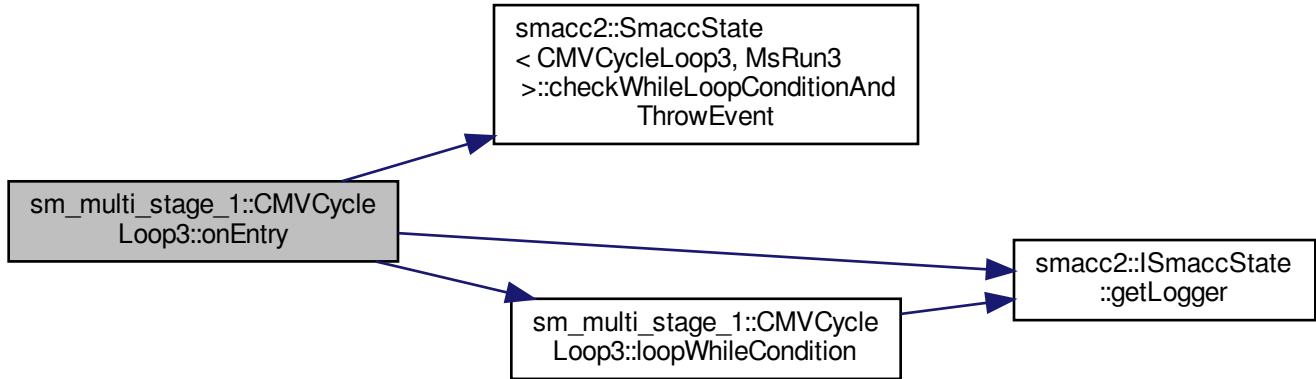 smacc2::SmaccState
< CMVCycleLoop3, MsRun3
>::checkWhileLoopConditionAnd
ThrowEvent
sm_multi_stage_1::CMVCycle
Loop3::onEntry
smacc2::ISmaccState
::getLogger
sm_multi_stage_1::CMVCycle
Loop3::loopWhileCondition